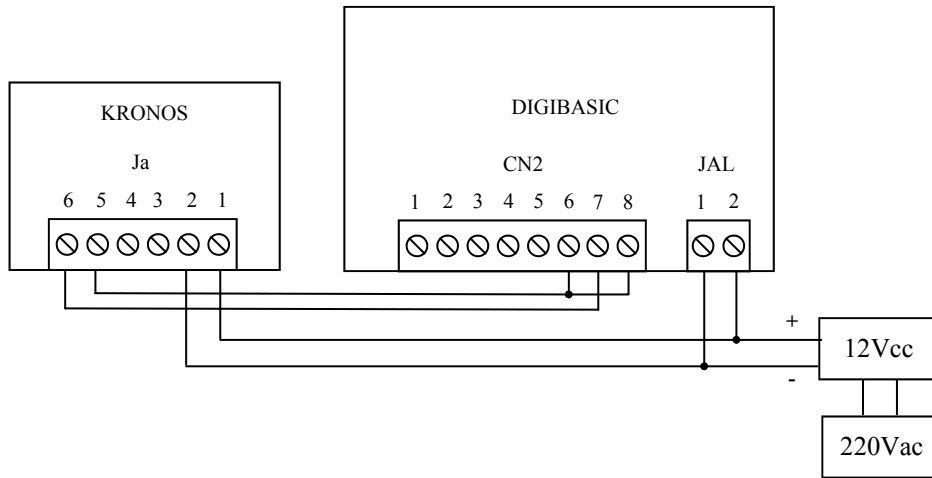 KRONOS
Ja
6 5 4 3 2 1
DIGIBASIC
CN2
1 2 3 4 5 6 7 8
JAL
1 2
+
12Vcc
-
220Vac